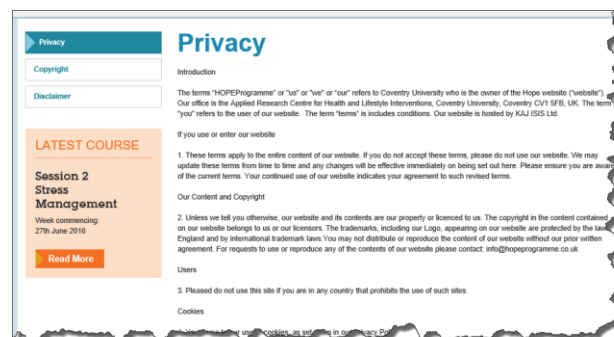 Privacy
Copyright
Disclaimer
LATEST COURSE
Session 2
Stress
Management
Week commencing:
27th June 2016
Read More
Privacy
Introduction
The terms "HOPEProgramme" or "us" or "we" or "our" refers to Coventry University who is the owner of the Hope website ("website").
Our office is the Applied Research Centre for Health and Lifestyle Interventions, Coventry University, Coventry CV1 5FB, UK. The term
"you" refers to the user of our website. The term "terms" is includes conditions. Our website is hosted by KAJ ISIS Ltd.
If you use or enter our website
1. These terms apply to the entire content of our website. If you do not accept these terms, please do not use our website. We may
update these terms from time to time and any changes will be effective immediately on being set out here. Please ensure you are aware
of the current terms. Your continued use of our website indicates your agreement to such revised terms.
Our Content and Copyright
2. Unless we tell you otherwise, our website and its contents are our property or licenced to us. The copyright in the content contained
on our website belongs to us or our licensors. The trademarks, including our Logo, appearing on our website are protected by the laws
England and by international trademark laws.You may not distribute or reproduce the content of our website without our prior written
agreement. For requests to use or reproduce any of the contents of our website please contact: info@hopeprogramme.co.uk
Users
3. Pleased do not use this site if you are in any country that prohibits the use of such sites.
Cookies
cookies, as set in our Privacy